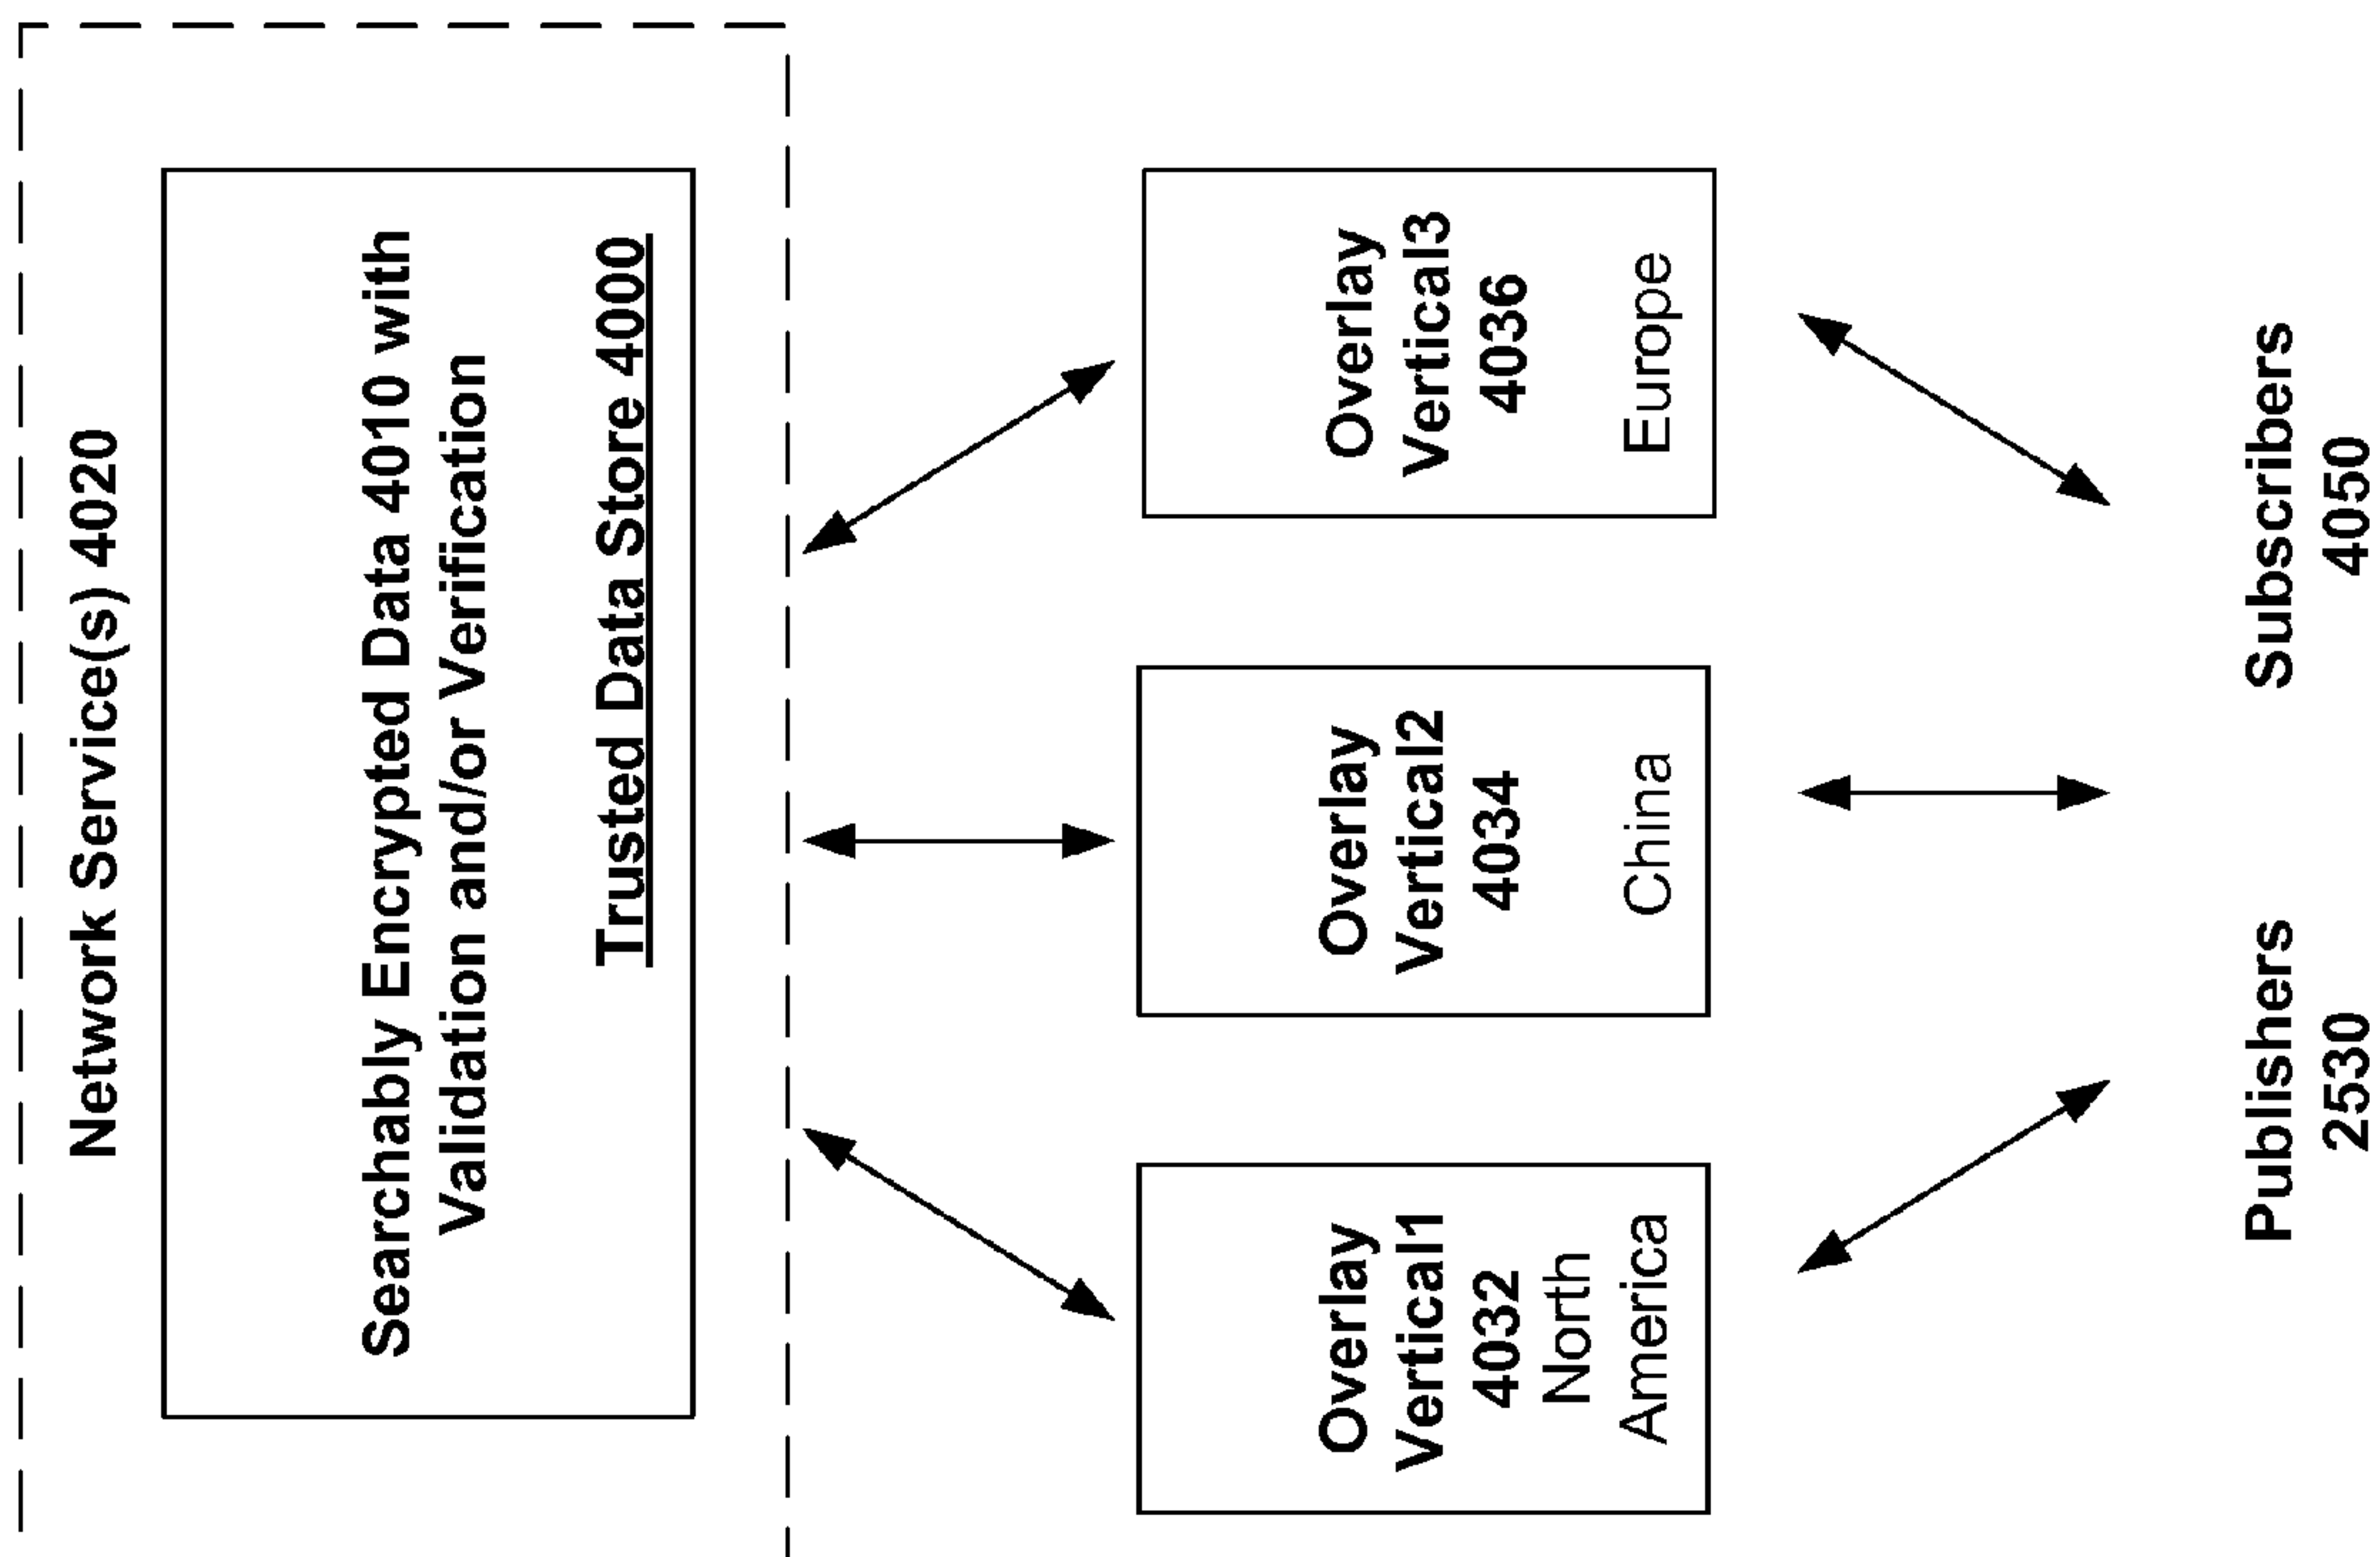 Network Service(s) 4020
Searchably Encrypted Data 4010 with
Validation and/or Verification
Trusted Data Store 4000
Overlay
Vertical1
4032
North
America
Overlay
Vertical2
4034
China
Overlay
Vertical3
4036
Europe
Publishers
2530
Subscribers
4050